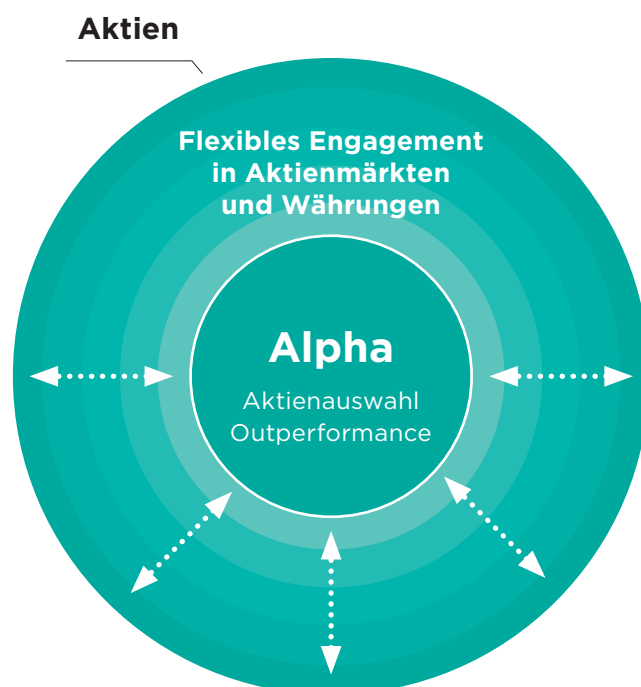 Aktien
Flexibles Engagement
in Aktienmärkten
und Währungen
Alpha
Aktienauswahl
Outperformance